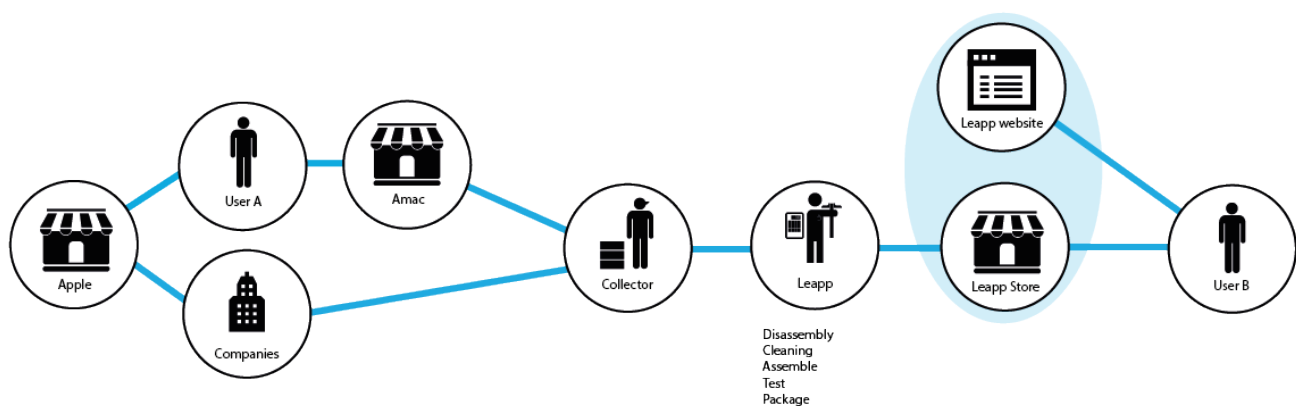 Apple
User A
Amac
Companies
Collector
Leapp
Disassembly
Cleaning
Assemble
Test
Package
Leapp website
Leapp Store
User B